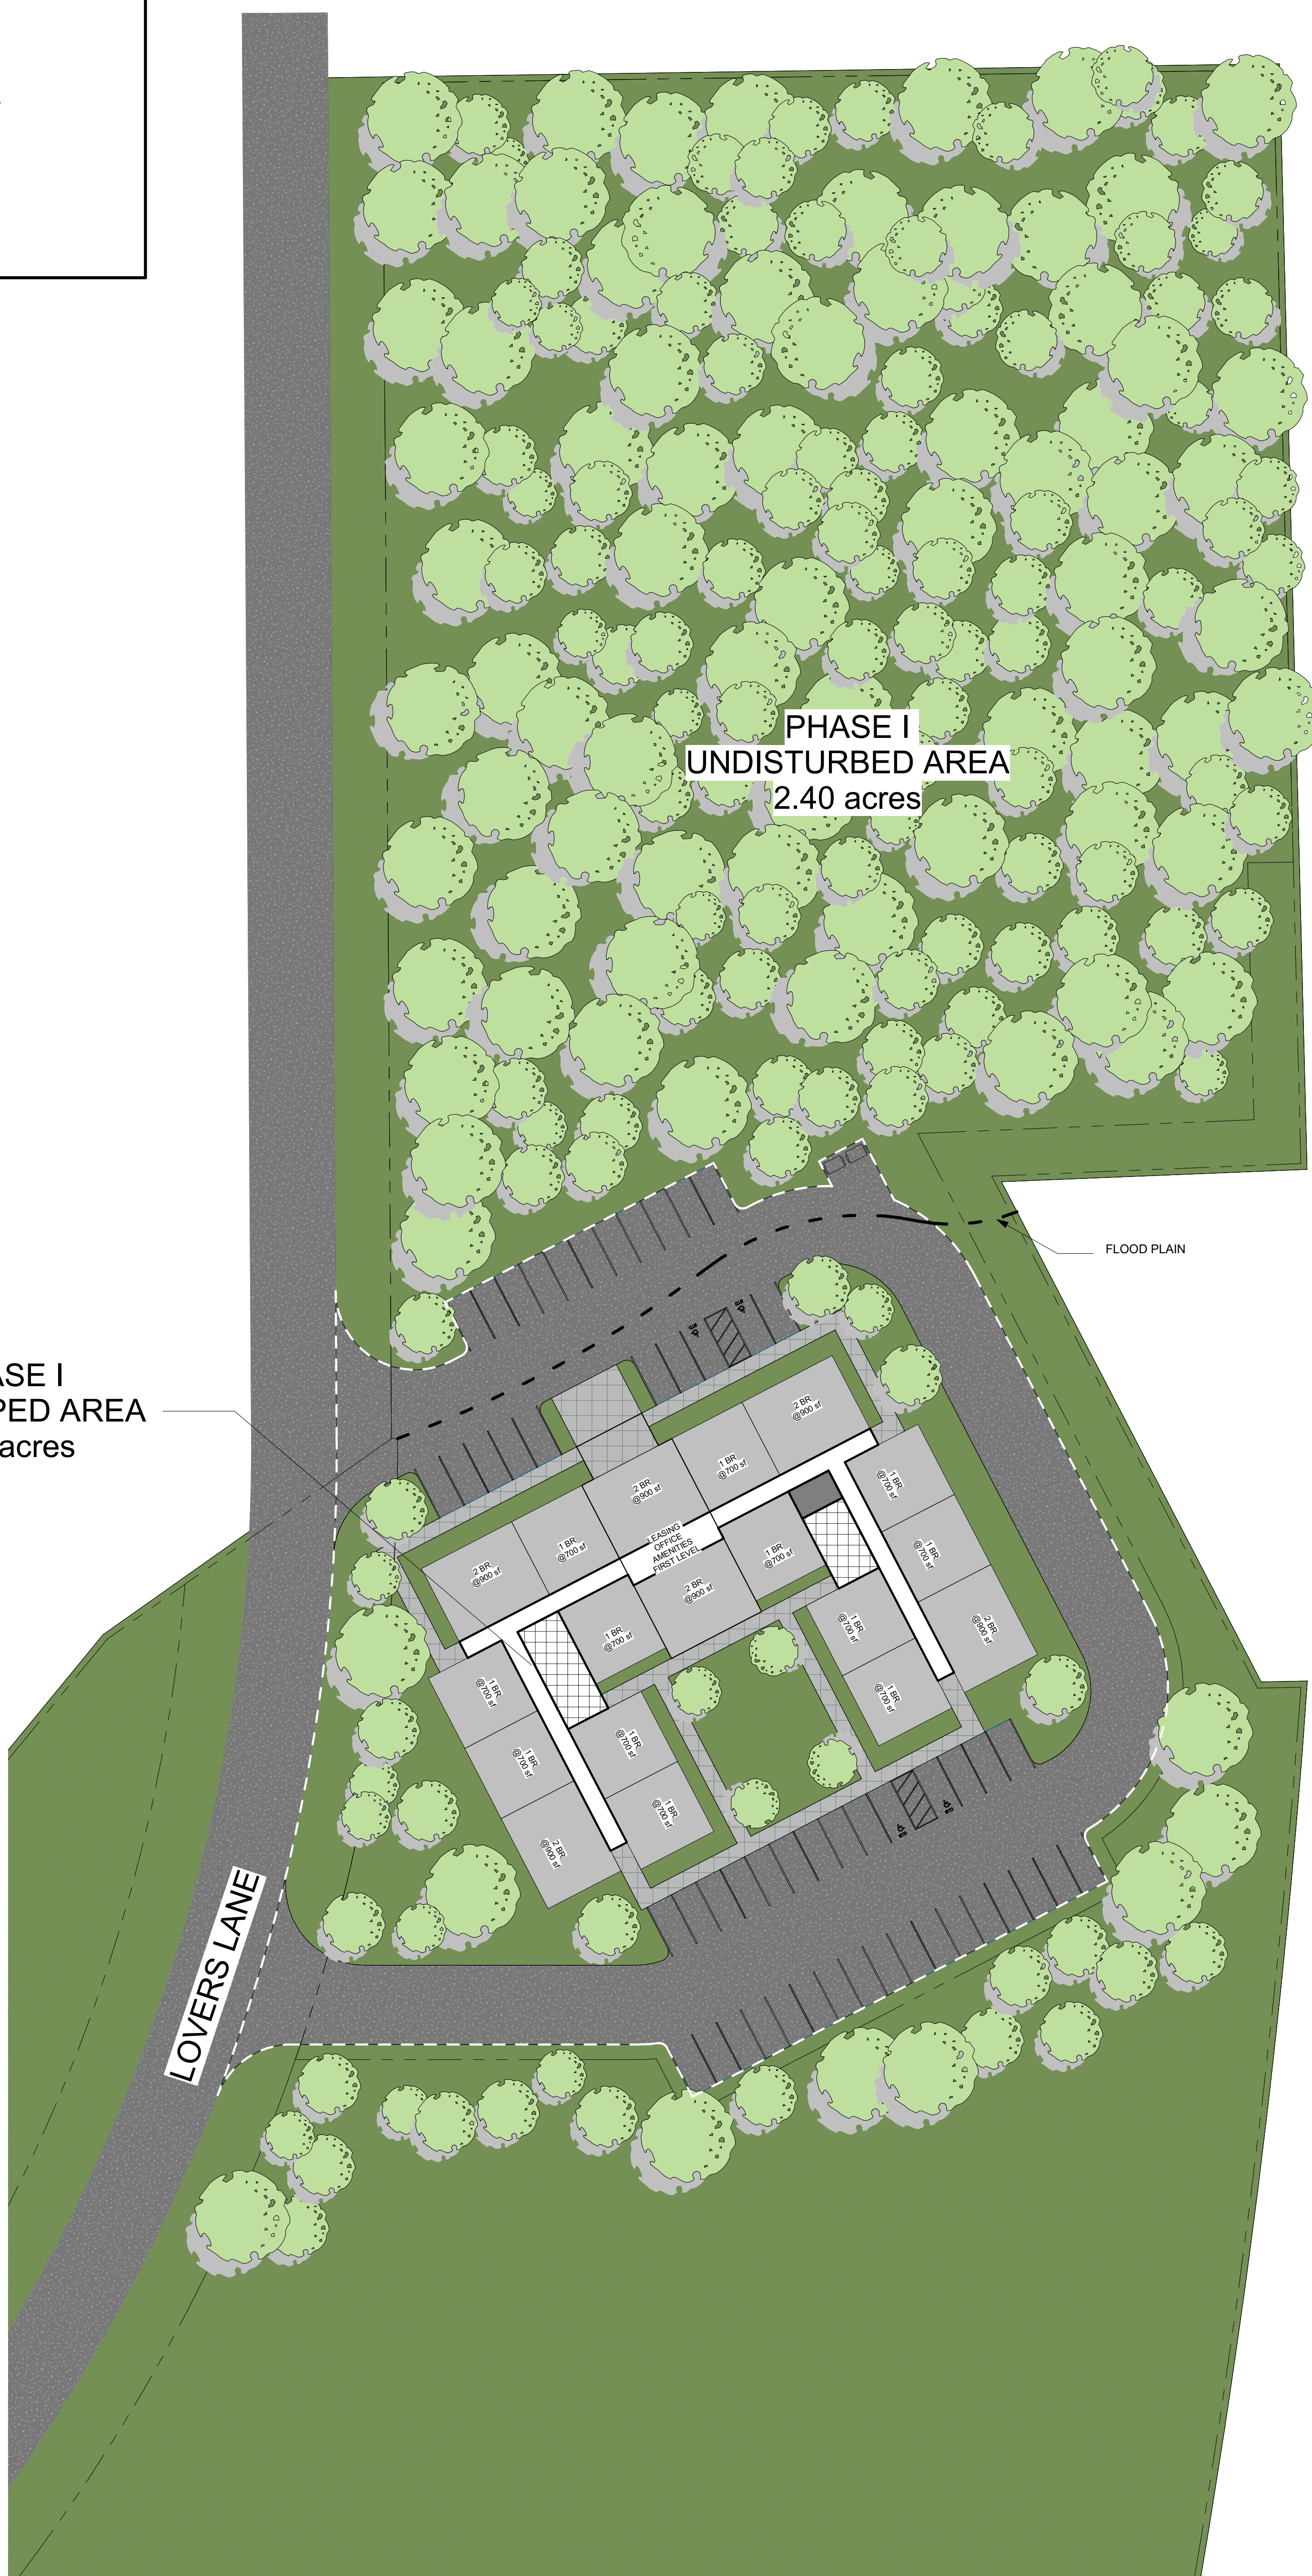 PHASE I
UNDISTURBED AREA
2.40 acres
FLOOD PLAIN
ASE I
PED AREA
acres
2 BR
@900 sf
1 BR
@700 sf
2 BR
@900 sf
1 BR
@700 sf
2 BR
@900 sf
LEASING
OFFICE
AMENITIES
FIRST LEVEL
1 BR
@700 sf
2 BR
@900 sf
1 BR
@700 sf
1 BR
@700 sf
1 BR
@700 sf
2 BR
@900 sf
1 BR
@700 sf
1 BR
@700 sf
1 BR
@700 sf
1 BR
@700 sf
2 BR
@900 sf
1 BR
@700 sf
1 BR
@700 sf
LOVERS LANE